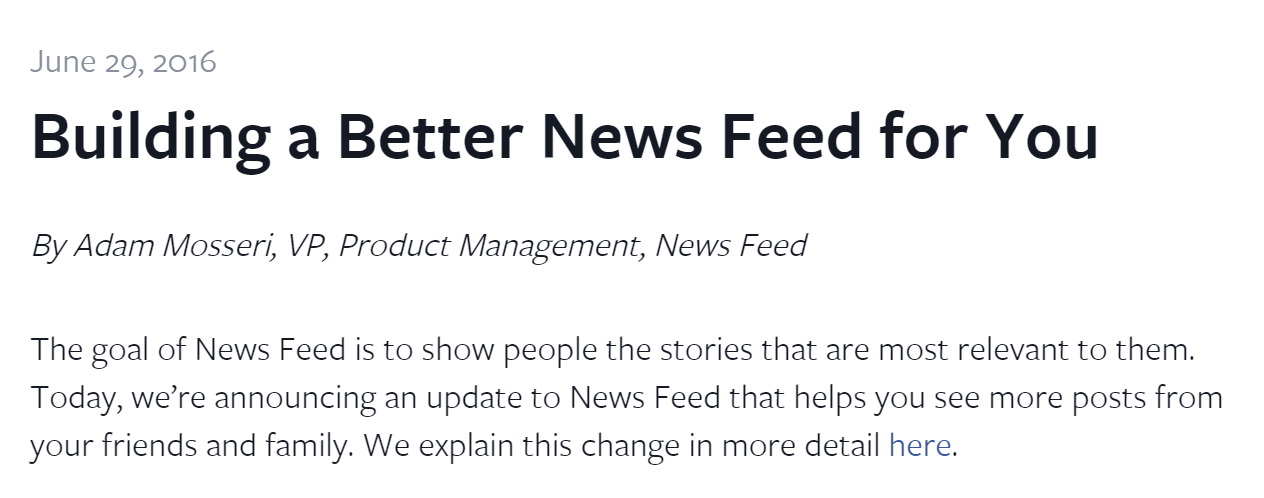 June 29, 2016
Building a Better News Feed for You
By Adam Mosseri, VP, Product Management, News Feed
The goal of News Feed is to show people the stories that are most relevant to them.
Today, we’re announcing an update to News Feed that helps you see more posts from
your friends and family. We explain this change in more detail here.